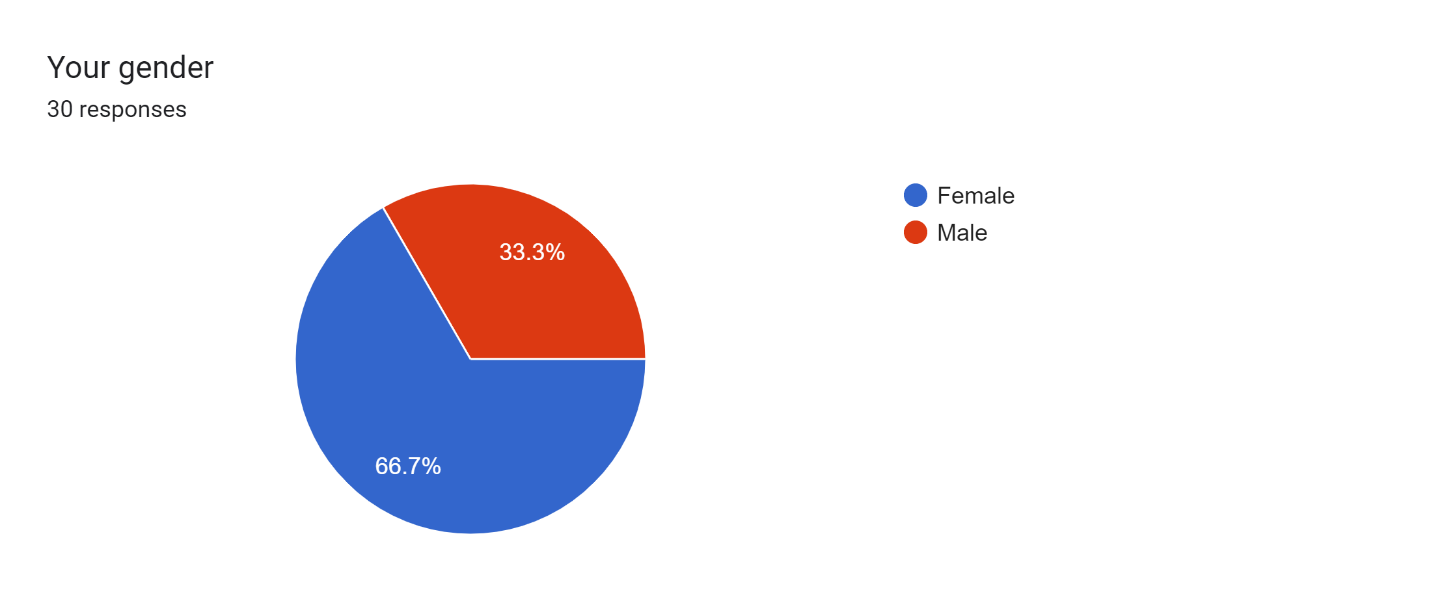 Your gender
30 responses
Female
Male
33.3%
66.7%